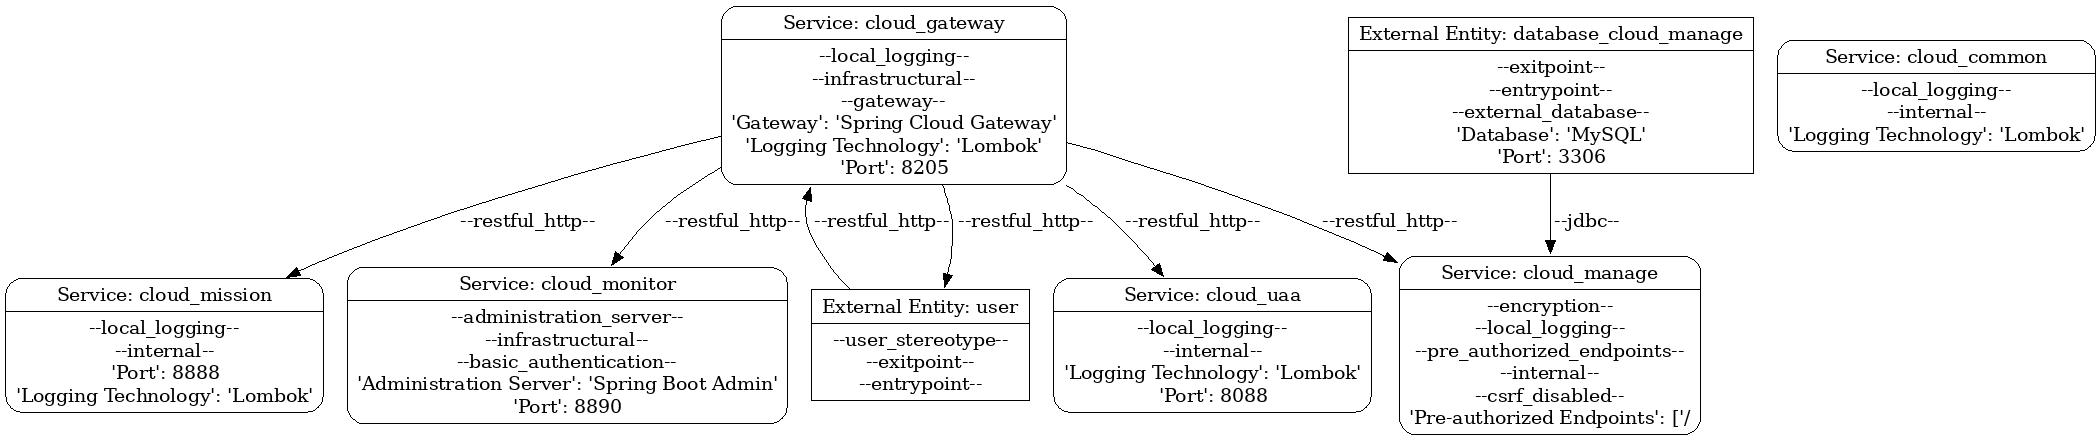 Service: cloud_gateway
--local_logging--
--infrastructural--
--gateway--
'Gateway': 'Spring Cloud Gateway'
'Logging Technology': 'Lombok'
'Port': 8205
External Entity: database_cloud_manage
--exitpoint--
--entrypoint--
--external_database--
'Database': 'MySQL'
'Port': 3306
Service: cloud_common
--local_logging--
--internal--
'Logging Technology': 'Lombok'
--restful_http--
--restful_http--
--restful_http--
--restful_http--
--restful_http--
--restful_http--
--jdbc--
Service: cloud_mission
--local_logging--
--internal--
'Port': 8888
'Logging Technology': 'Lombok'
Service: cloud_monitor
--administration_server--
--infrastructural--
--basic_authentication--
'Administration Server': 'Spring Boot Admin'
'Port': 8890
External Entity: user
--user_stereotype--
--exitpoint--
--entrypoint--
Service: cloud_uaa
--local_logging--
--internal--
'Logging Technology': 'Lombok'
'Port': 8088
Service: cloud_manage
--encryption--
--local_logging--
--pre_authorized_endpoints--
--internal--
--csrf_disabled--
'Pre-authorized Endpoints': ['/